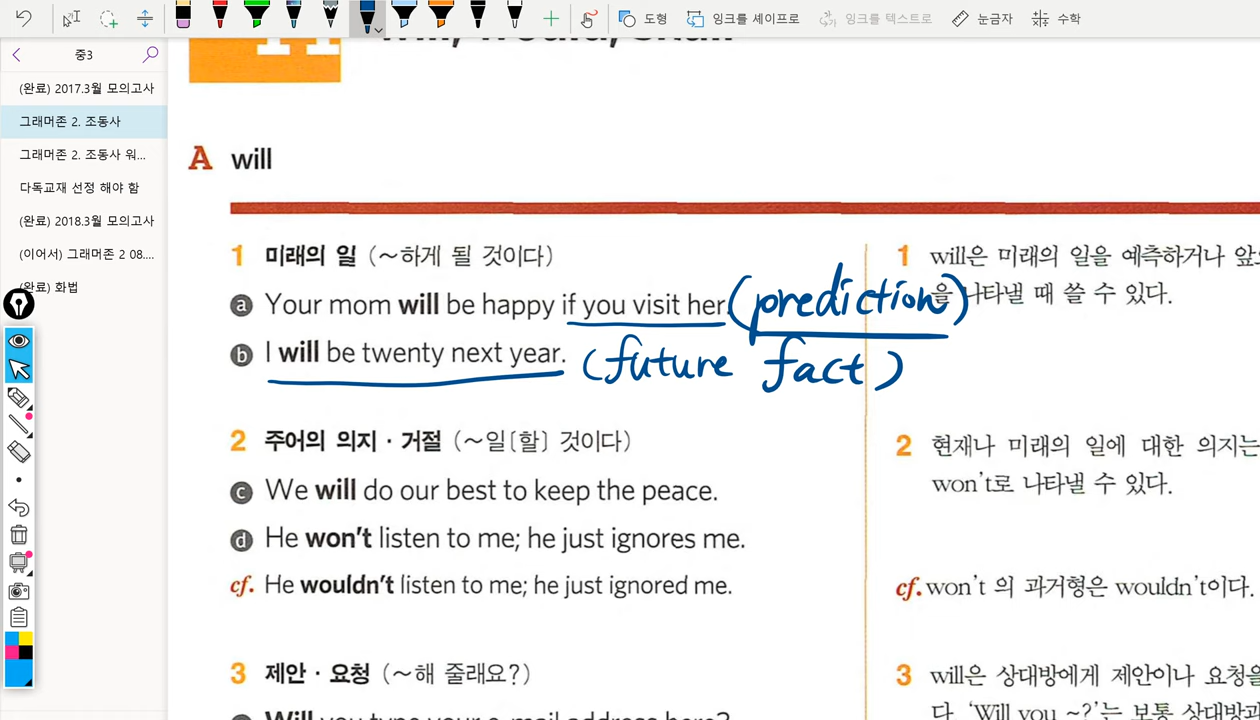 도형 잉크를 셰이프로 잉크를 텍스트로 눈금자 수학
중3
(완료) 2017.3월 모의고사
그래머존 2. 조동사
그래머존 2. 조동사 워...
다독교재 선정 해야 함
(완료) 2018.3월 모의고사
(이어서) 그래머존 2 08....
(완료) 화법
A will
1 미래의 일 (~하게 될 것이다)
a Your mom will be happy if you visit her. (prediction)
b I will be twenty next year. (future fact)
2 주어의 의지·거절 (~일[할] 것이다)
c We will do our best to keep the peace.
d He won't listen to me; he just ignores me.
cf. He wouldn't listen to me; he just ignored me.
3 제안·요청 (~해 줄래요?)
Will you type your e-mail address here?
1 will은 미래의 일을 예측하거나
을 나타낼 때 쓸 수 있다.
2 현재나 미래의 일에 대한 의지는
won't로 나타낼 수 있다.
cf. won't 의 과거형은 wouldn't이다.
3 will은 상대방에게 제안이나 요청을
다. 'Will you ~?'는 보통 상대방과